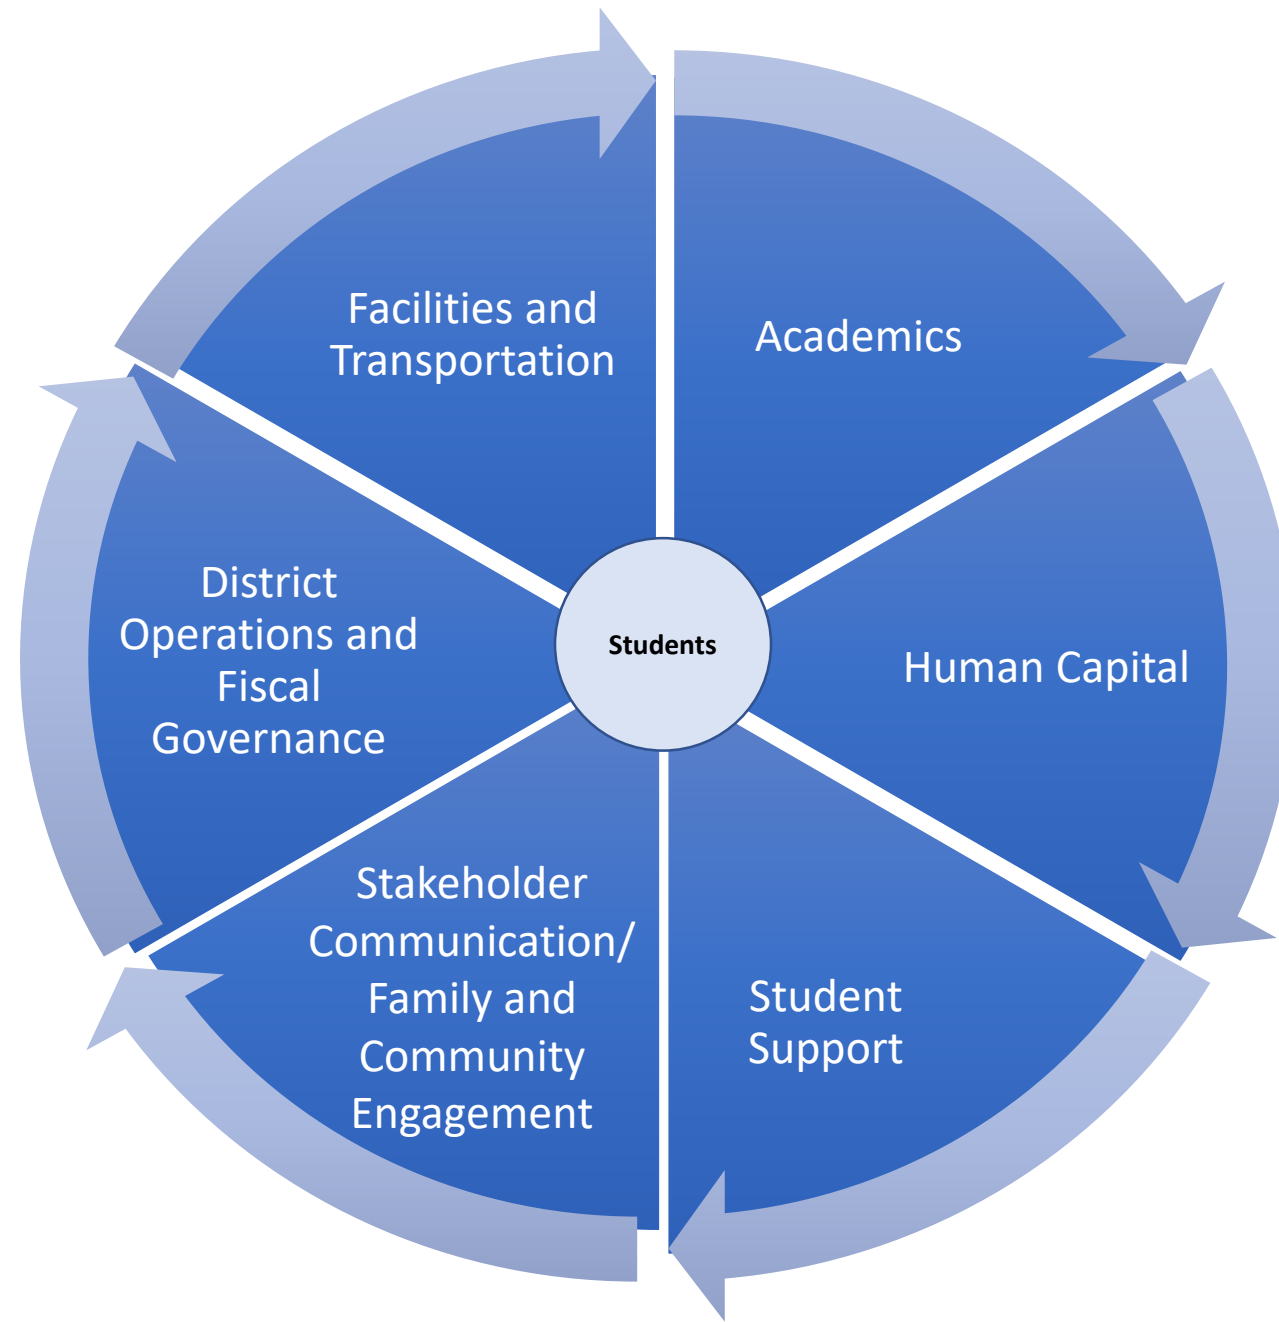 Facilities and
Transportation
Academics
District
Operations and
Fiscal
Governance
Students
Human Capital
Stakeholder
Communication/
Family and
Community
Engagement
Student
Support